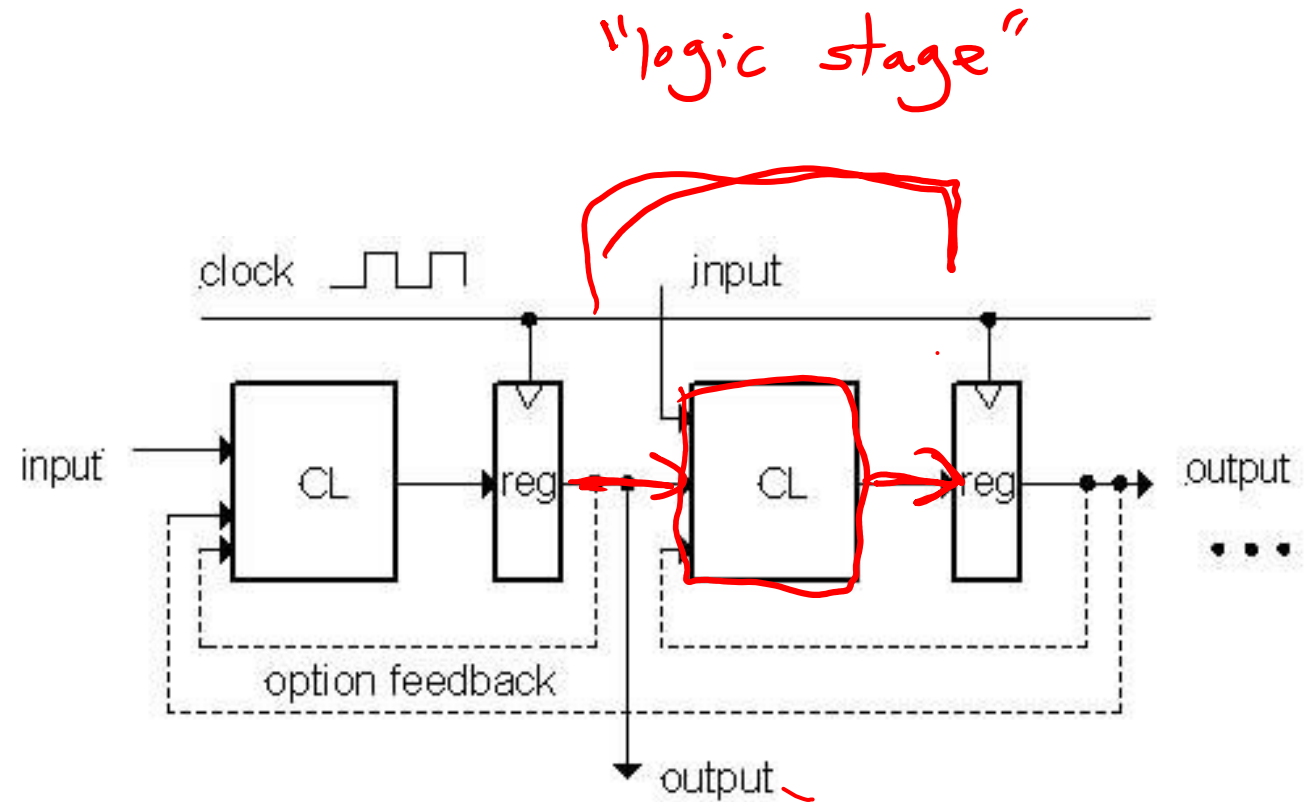 "logic stage"
clock
input
input
CL
reg
CL
reg
output
option feedback
output